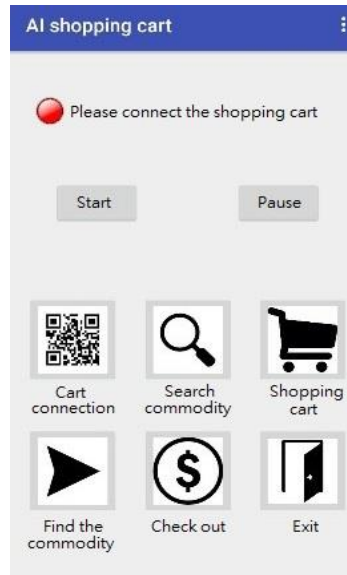 AI shopping cart
Please connect the shopping cart
Start
Pause
Cart
connection
Search
commodity
Shopping
cart
Find the
commodity
Check out
Exit